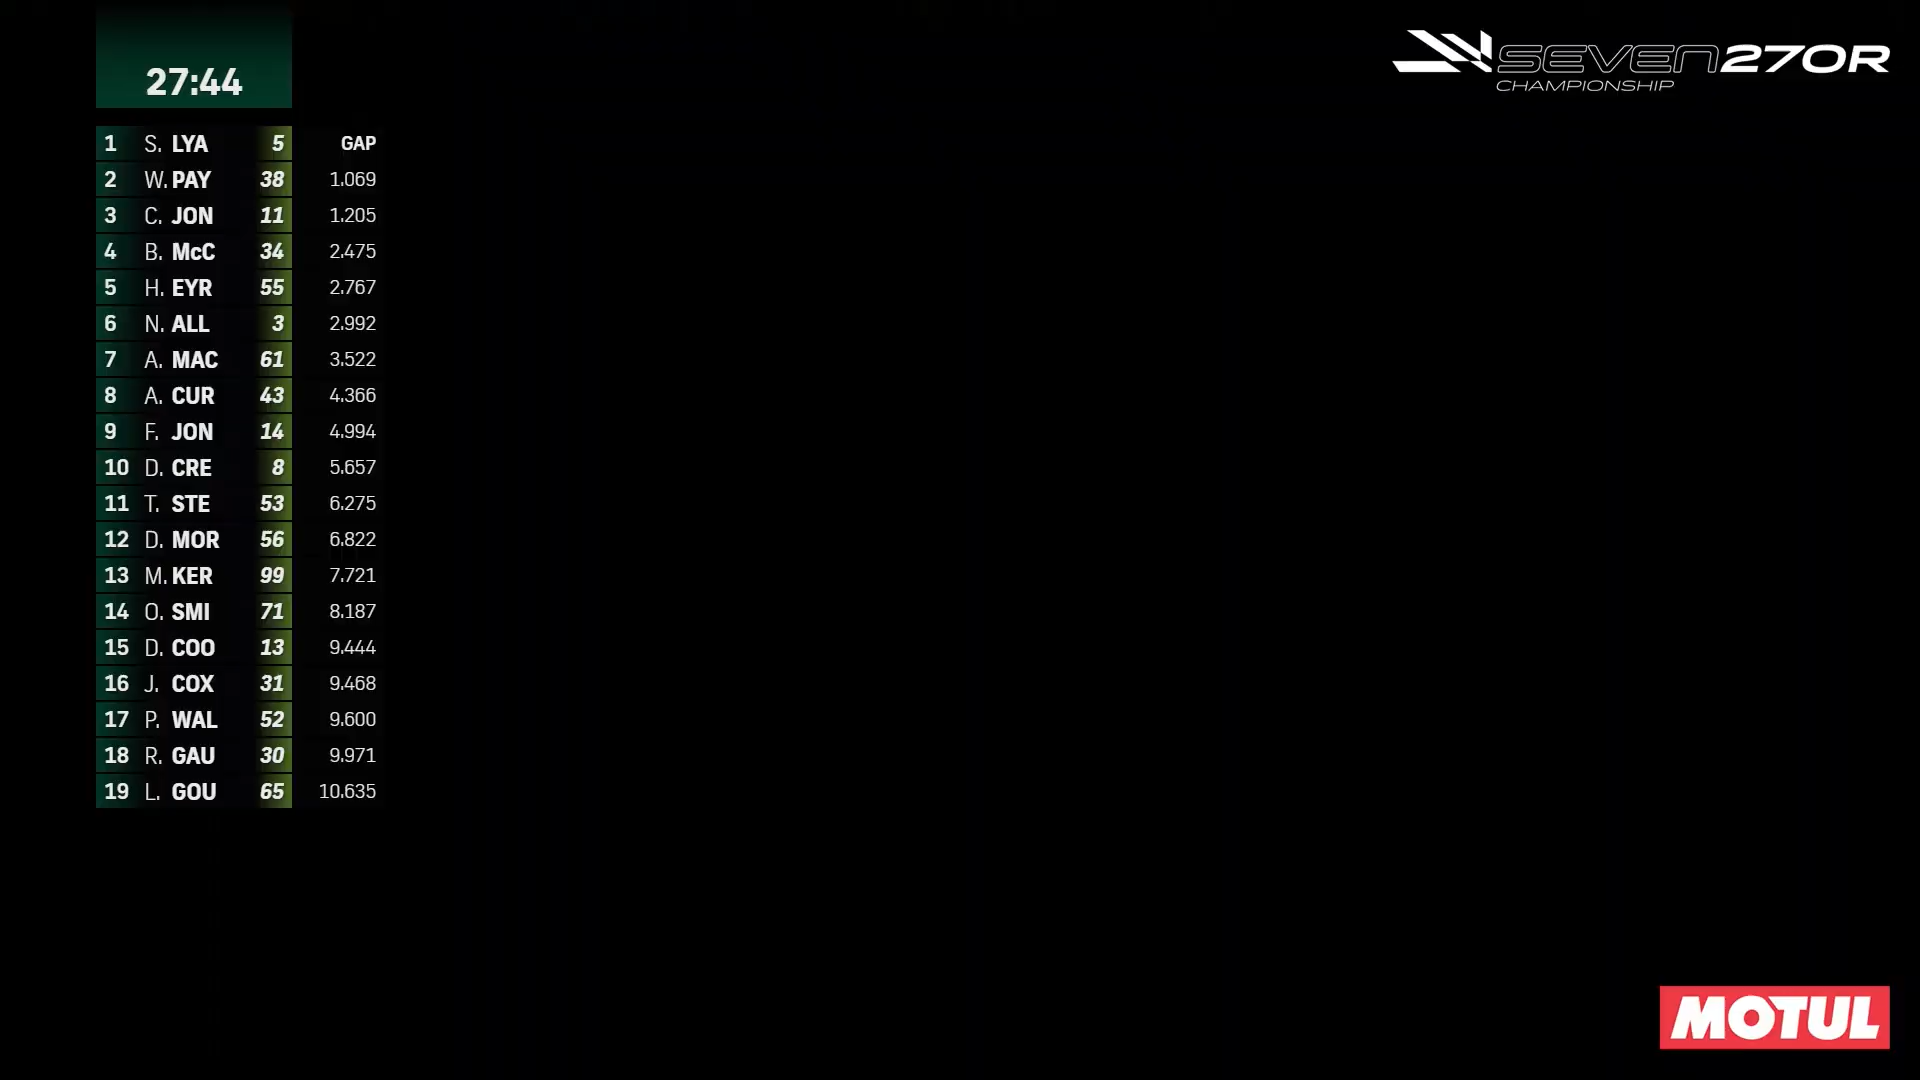 27:44
SEVEN 270R
CHAMPIONSHIP
1 S. LYA 5 GAP
2 W. PAY 38 1.069
3 C. JON 11 1.205
4 B. McC 34 2.475
5 H. EYR 55 2.767
6 N. ALL 3 2.992
7 A. MAC 61 3.522
8 A. CUR 43 4.366
9 F. JON 14 4.994
10 D. CRE 8 5.657
11 T. STE 53 6.275
12 D. MOR 56 6.822
13 M. KER 99 7.721
14 O. SMI 71 8.187
15 D. COO 13 9.444
16 J. COX 31 9.468
17 P. WAL 52 9.600
18 R. GAU 30 9.971
19 L. GOU 65 10.635
MOTUL